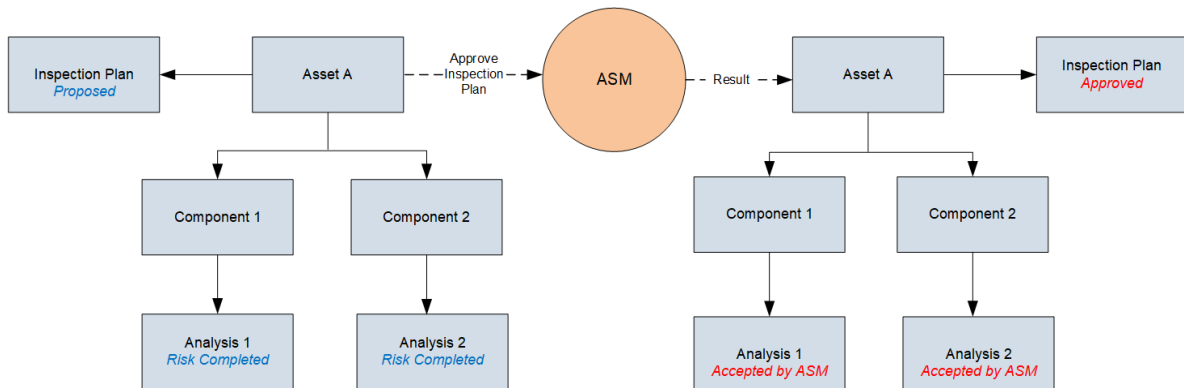 Inspection Plan
Proposed
Asset A
Approve
Inspection
Plan
ASM
Result
Asset A
Inspection Plan
Approved
Component 1
Component 2
Component 1
Component 2
Analysis 1
Risk Completed
Analysis 2
Risk Completed
Analysis 1
Accepted by ASM
Analysis 2
Accepted by ASM